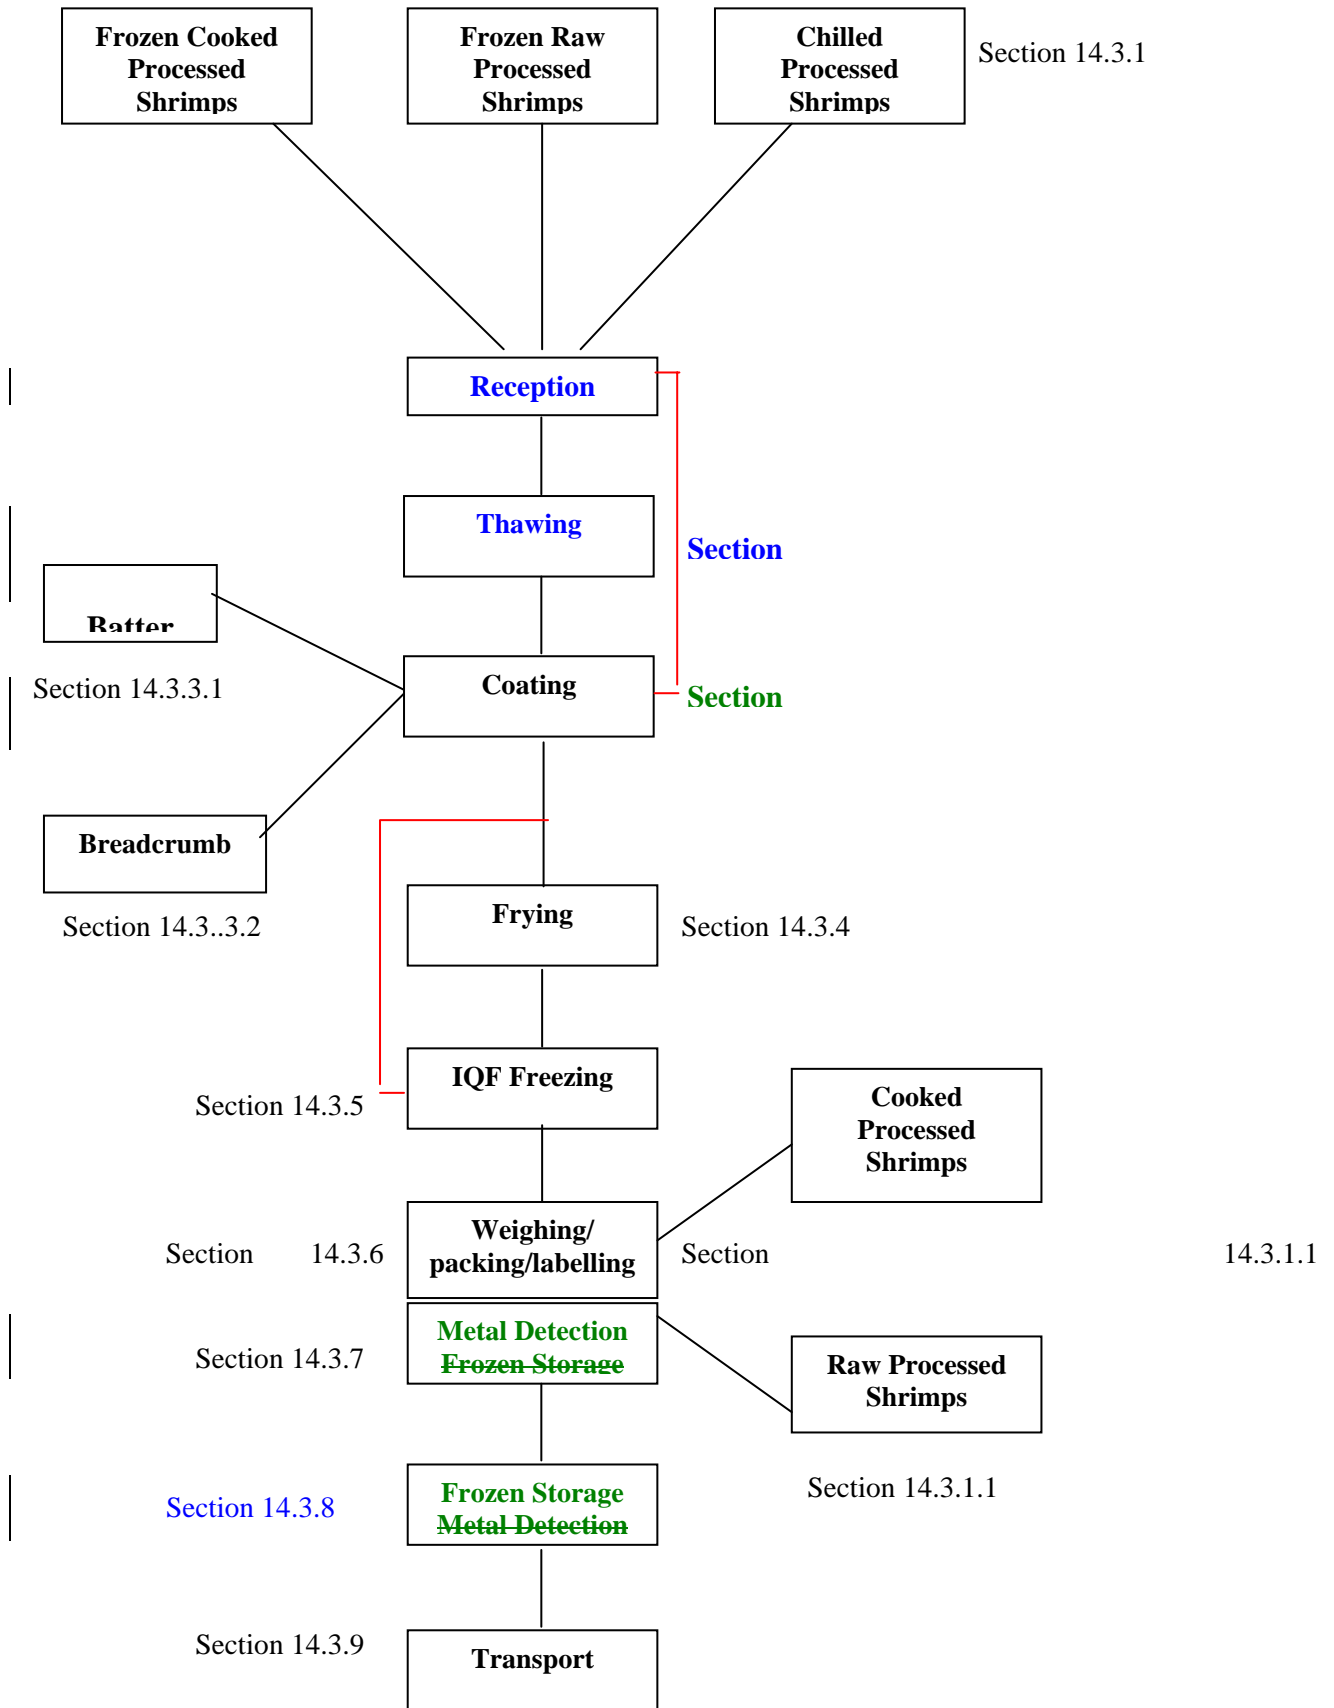 Frozen Cooked
Processed
Shrimps
Frozen Raw
Processed
Shrimps
Chilled
Processed
Shrimps
Section 14.3.1
Reception
Thawing
Section
Batter
Section 14.3.3.1
Coating
Section
Breadcrumb
Section 14.3..3.2
Frying
Section 14.3.4
IQF Freezing
Section 14.3.5
Cooked
Processed
Shrimps
Weighing/
packing/labelling
Section 14.3.6
Section 14.3.1.1
Metal Detection
Frozen Storage
Section 14.3.7
Raw Processed
Shrimps
Section 14.3.1.1
Frozen Storage
Metal Detection
Section 14.3.8
Section 14.3.9
Transport